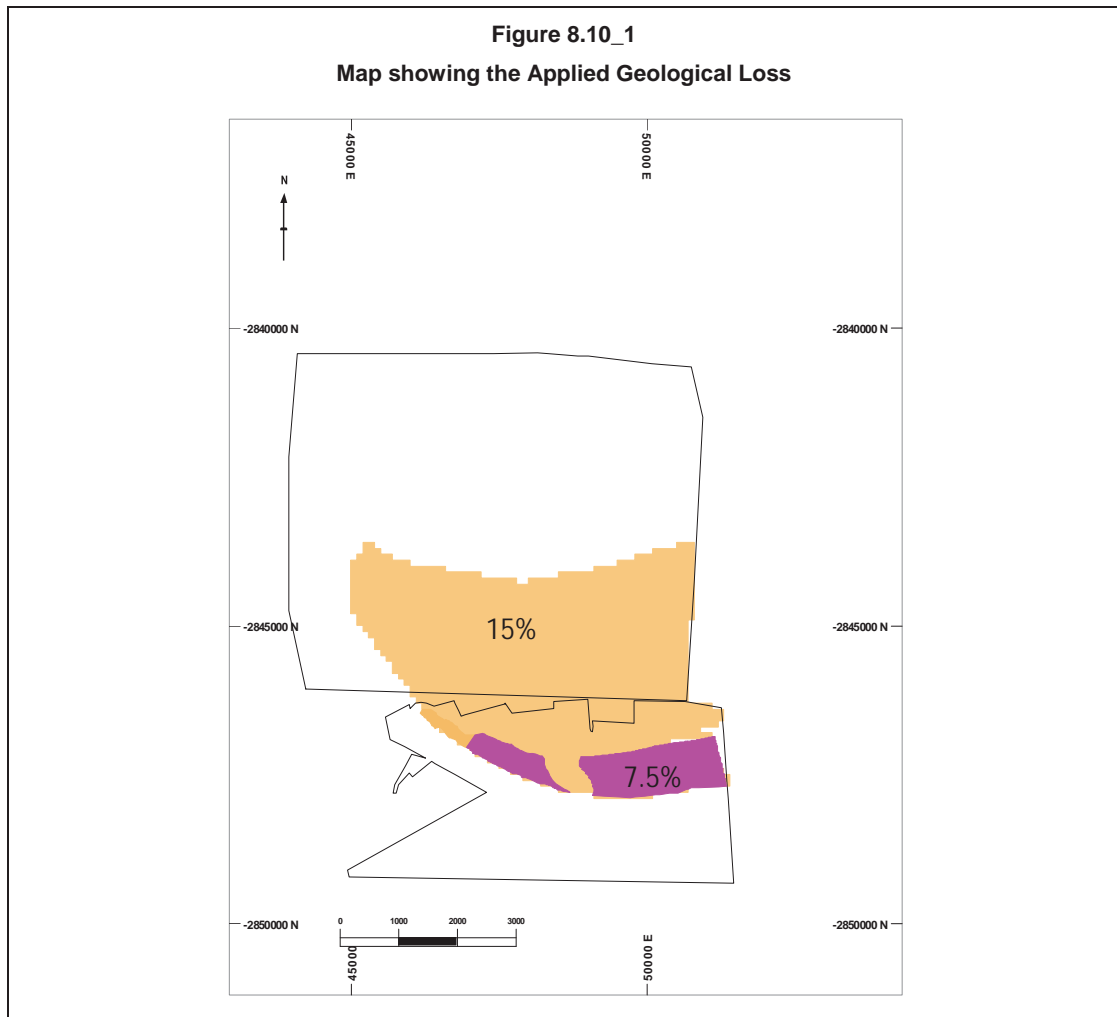 Figure 8.10_1
Map showing the Applied Geological Loss
45000 E
50000 E
N
-2840000 N
-2840000 N
15%
-2845000 N
-2845000 N
7.5%
-2850000 N
-2850000 N
0 1000 2000 3000
45000
50000 E